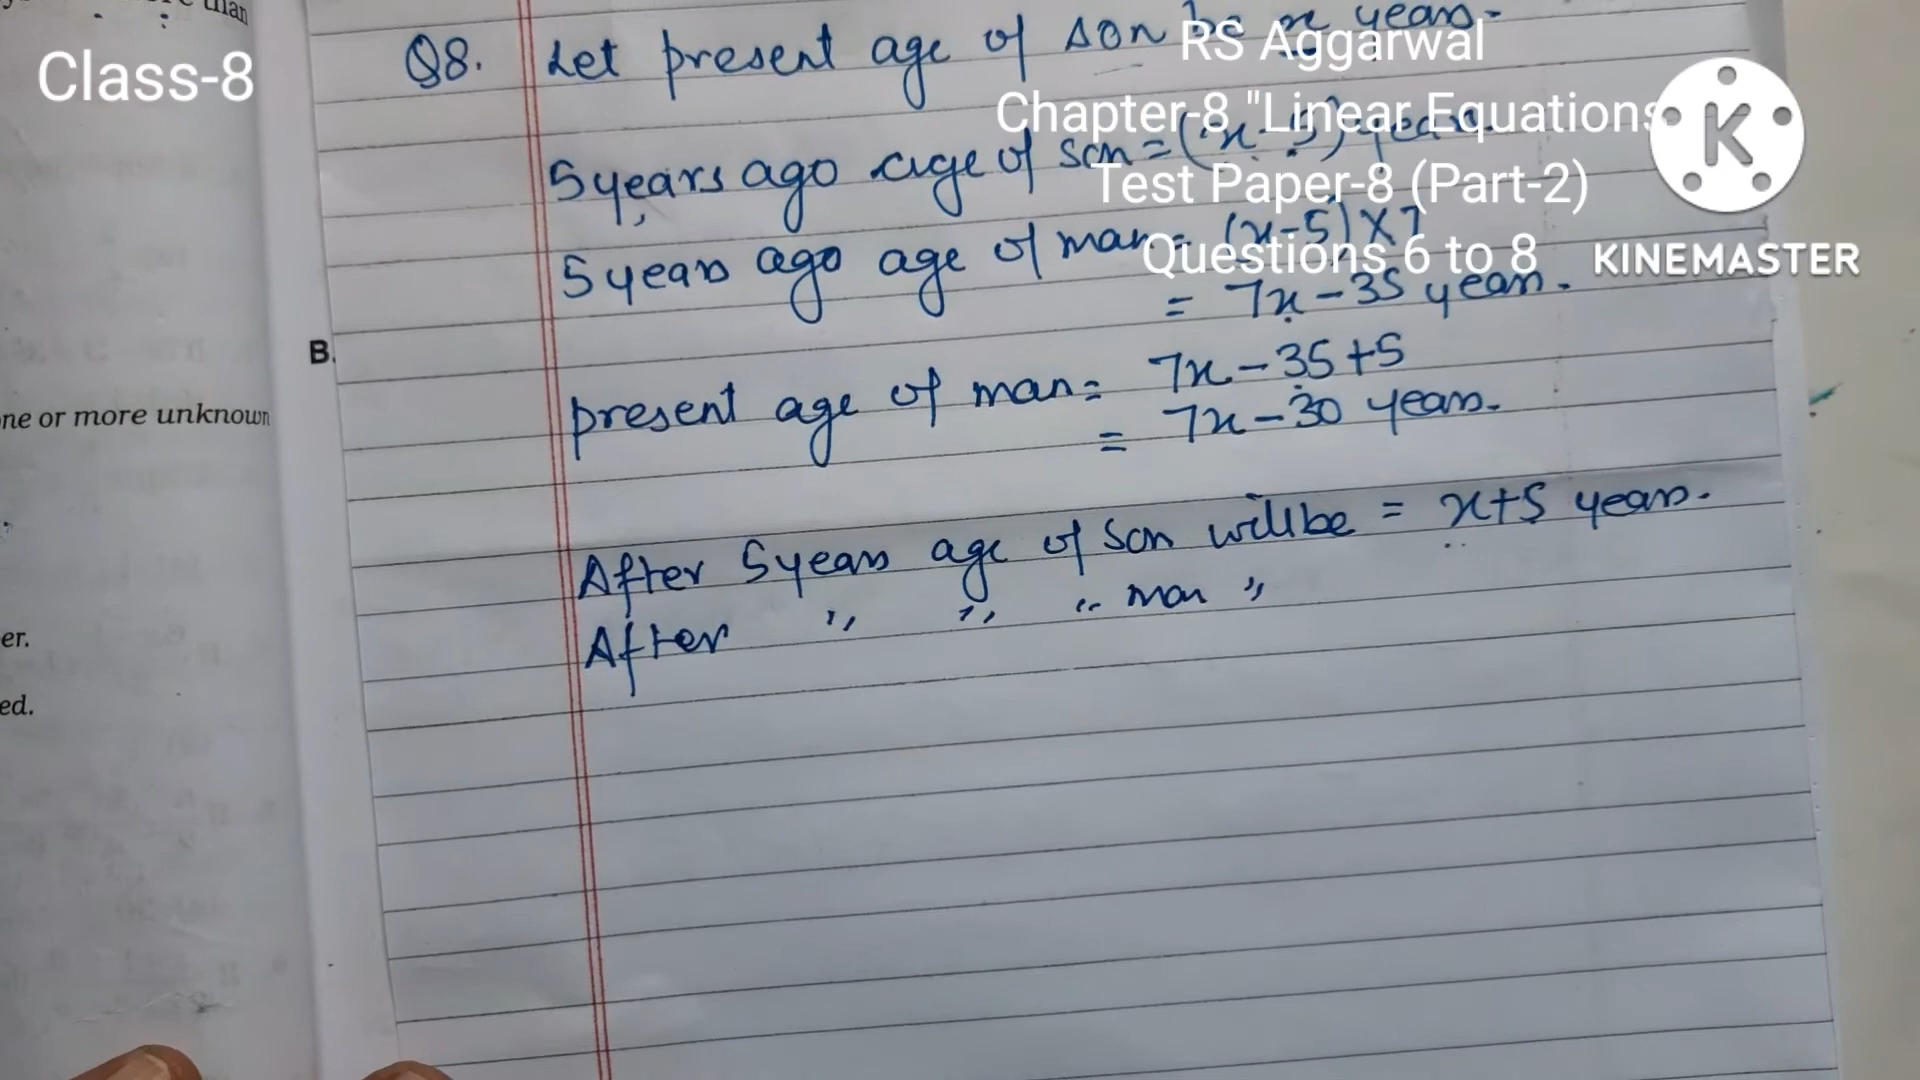 than
Class-8
Q8. Let present age of son be x years.
RS Aggarwal
Chapter-8 "Linear Equations
5 years ago age of son = (x-5) years.
Test Paper-8 (Part-2)
5 years ago age of man = (x-5)×7
Questions 6 to 8
K
KINEMASTER
= 7x-35 years.
B.
present age of man = 7x-35+5
= 7x-30 years.
ne or more unknown
After 5 years age of son will be = x+5 years.
After ,, ,, ,, man ,,
er.
ed.